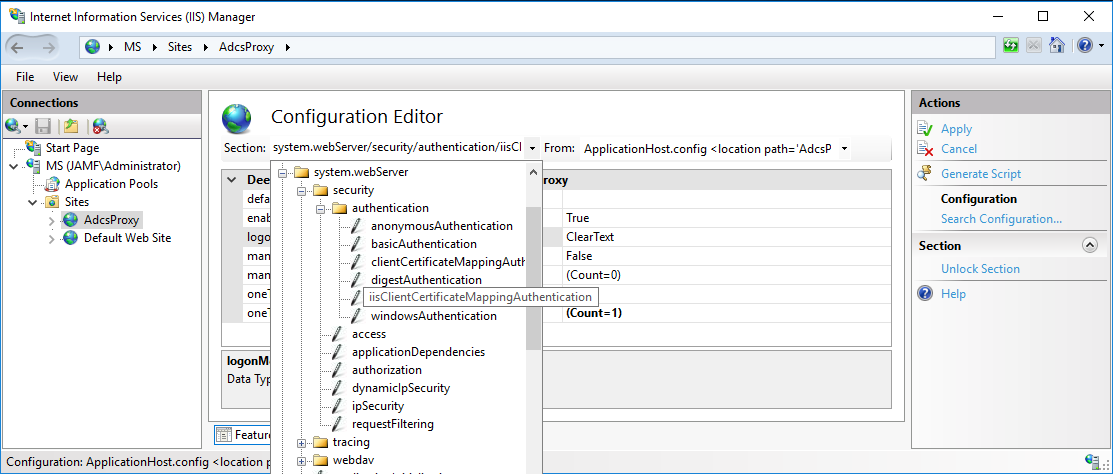 Internet Information Services (IIS) Manager
MS Sites AdcsProxy
File View Help
Connections
Start Page
MS (JAMF\Administrator)
Application Pools
Sites
AdcsProxy
Default Web Site
Configuration Editor
Section: system.webServer/security/authentication/iisCl From: ApplicationHost.config <location path='AdcsP
system.webServer
security
authentication
anonymousAuthentication
basicAuthentication
clientCertificateMappingAuth
digestAuthentication
iisClientCertificateMappingAuthentication
windowsAuthentication
access
applicationDependencies
authorization
dynamicIpSecurity
ipSecurity
requestFiltering
tracing
webdav
Dee roxy
defa
enab True
logo ClearText
man False
man (Count=0)
oneT
oneT (Count=1)
logonM
Data Typ
Feature
Actions
Apply
Cancel
Generate Script
Configuration
Search Configuration...
Section
Unlock Section
Help
Configuration: ApplicationHost.config <location p